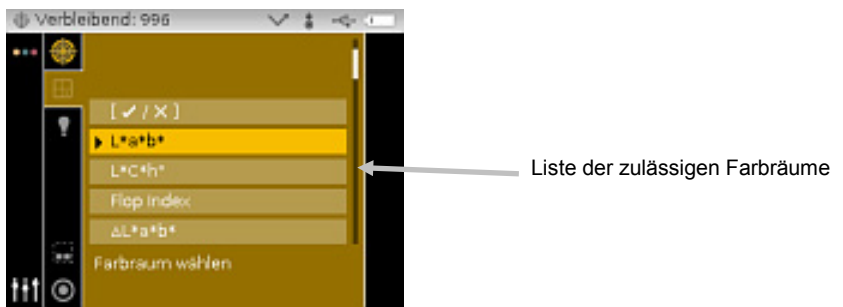 Verbleibend: 996
[ ✓ / ✕ ]
L*a*b*
L*C*h°
Flop Index
ΔL*a*b*
Farbraum wählen
Liste der zulässigen Farbräume